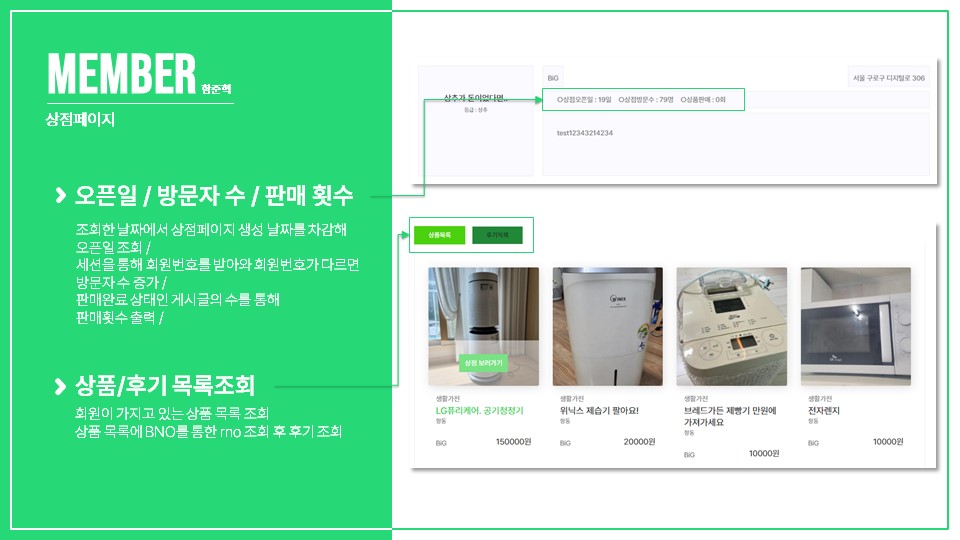 MEMBER 함준혁
상점페이지
오픈일 / 방문자 수 / 판매 횟수
조회한 날짜에서 상점페이지 생성 날짜를 차감해
오픈일 조회 /
세션을 통해 회원번호를 받아와 회원번호가 다르면
방문자 수 증가 /
판매완료 상태인 게시글의 수를 통해
판매횟수 출력 /
상품/후기 목록조회
회원이 가지고 있는 상품 목록 조회
상품 목록에 BNO를 통한 rno 조회 후 후기 조회
상추가 돈이었다면..
등급 : 상추
BiG
서울 구로구 디지털로 306
상점오픈일 : 19일 상점방문수 : 79명 상품판매 : 0회
test12343214234
상품목록 후기목록
상점 보러가기
생활가전
LG퓨리케어. 공기청정기
항동
BiG 150000원
생활가전
위닉스 제습기 팔아요!
항동
BiG 20000원
생활가전
브레드가든 제빵기 만원에
가져가세요
항동
BiG 10000원
생활가전
전자렌지
항동
BiG 10000원